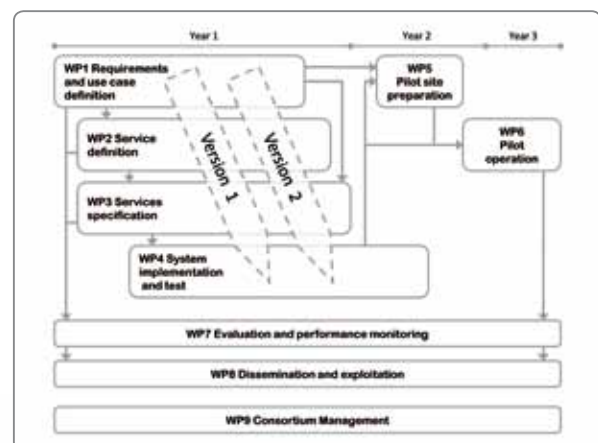 Year 1 Year 2 Year 3
WP1 Requirements
and use case
definition
WP5
Pilot site
preparation
WP2 Service
definition
WP6
Pilot
operation
Version 1
Version 2
WP3 Services
specification
WP4 System
implementation
and test
WP7 Evaluation and performance monitoring
WP8 Dissemination and exploitation
WP9 Consortium Management